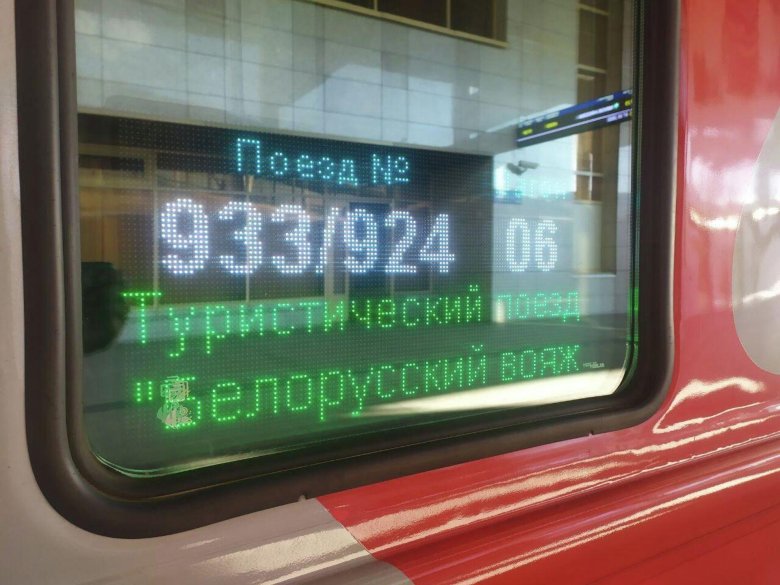 Поезд №
933/924 06
Туристический поезд
"Белорусский вояж